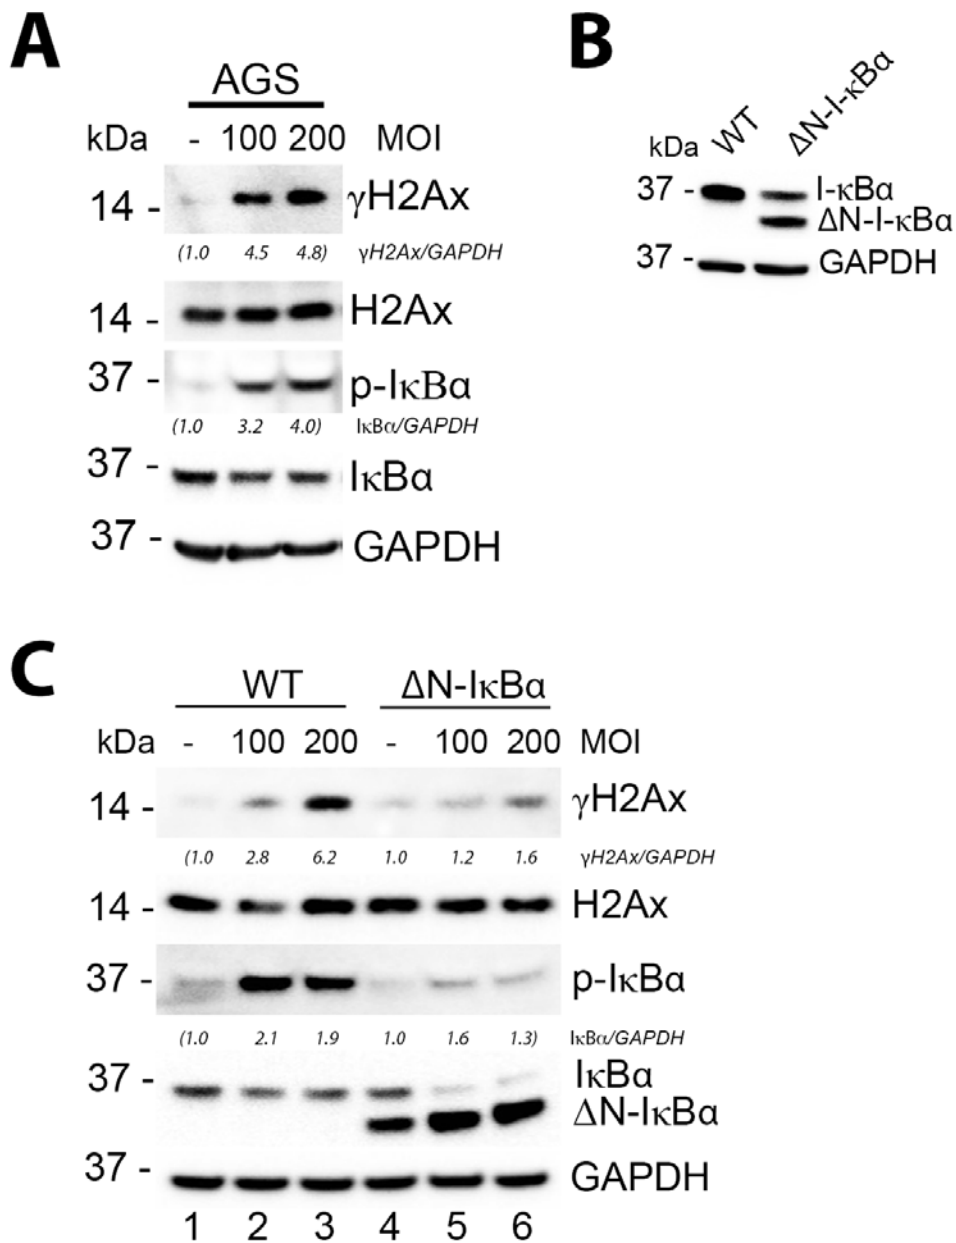 A
AGS
kDa - 100 200 MOI
14 - γH2Ax
(1.0 4.5 4.8) γH2Ax/GAPDH
14 - H2Ax
37 - p-IκBα
(1.0 3.2 4.0) IκBα/GAPDH
37 - IκBα
37 - GAPDH
B
kDa WT ΔN-I-κBα
37 - I-κBα
ΔN-I-κBα
37 - GAPDH
C
WT ΔN-IκBα
kDa - 100 200 - 100 200 MOI
14 - γH2Ax
(1.0 2.8 6.2 1.0 1.2 1.6 γH2Ax/GAPDH
14 - H2Ax
37 - p-IκBα
(1.0 2.1 1.9 1.0 1.6 1.3) IκBα/GAPDH
37 - IκBα
ΔN-IκBα
37 - GAPDH
1 2 3 4 5 6